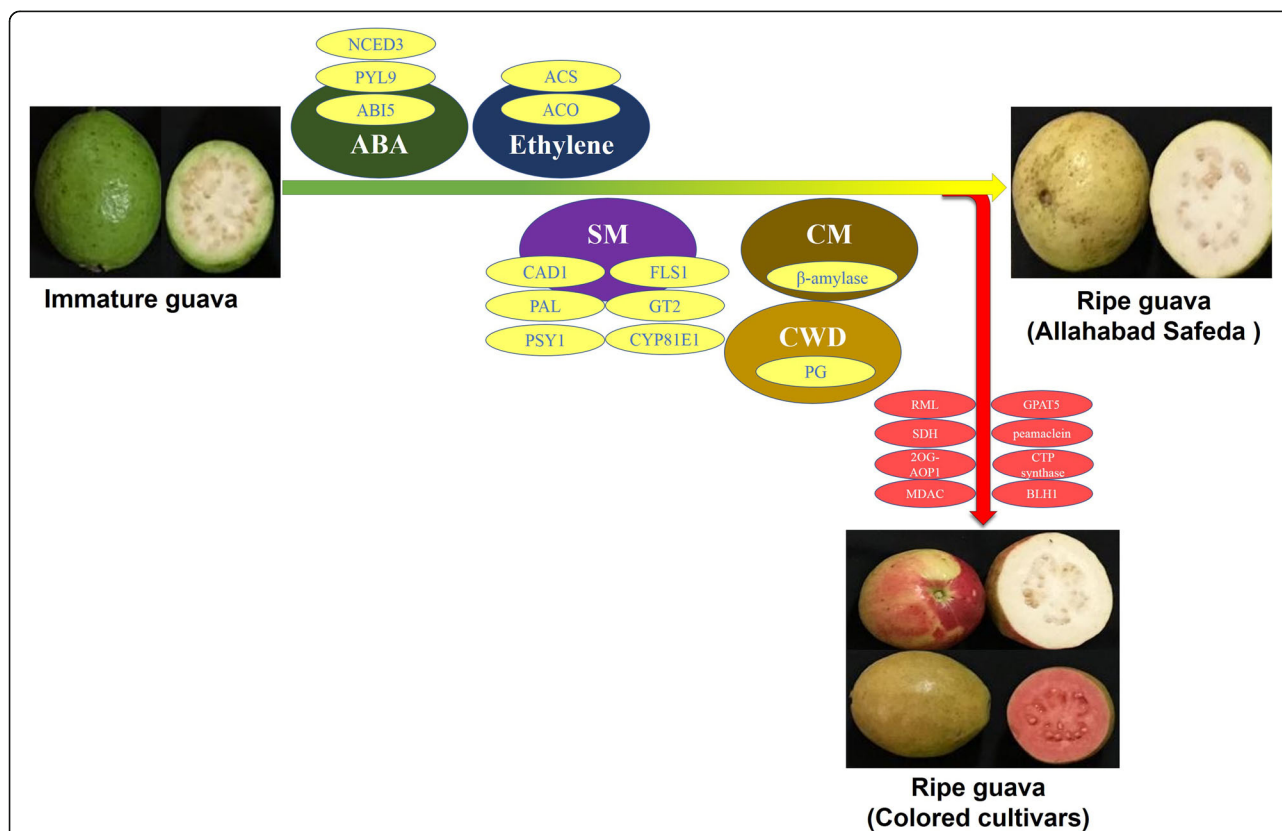 NCED3
PYL9
ABI5
ABA
ACS
ACO
Ethylene
Immature guava
SM
CAD1
FLS1
PAL
GT2
PSY1
CYP81E1
CM
β-amylase
CWD
PG
Ripe guava
(Allahabad Safeda )
RML
GPAT5
SDH
peamaclein
2OG-
AOP1
CTP
synthase
MDAC
BLH1
Ripe guava
(Colored cultivars)